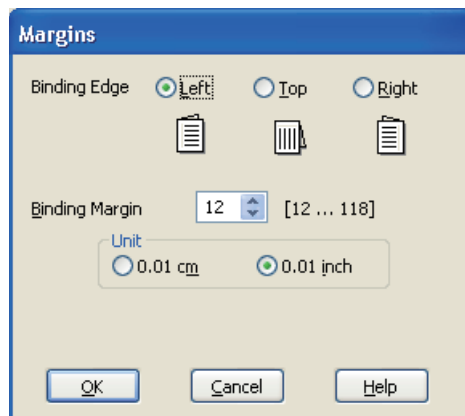 Margins
Binding Edge Left Top Right
Binding Margin 12 [12 ... 118]
Unit
0.01 cm 0.01 inch
OK Cancel Help